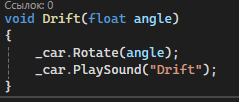 Ссылок: 0
void Drift(float angle)
{
_car.Rotate(angle);
_car.PlaySound("Drift");
}